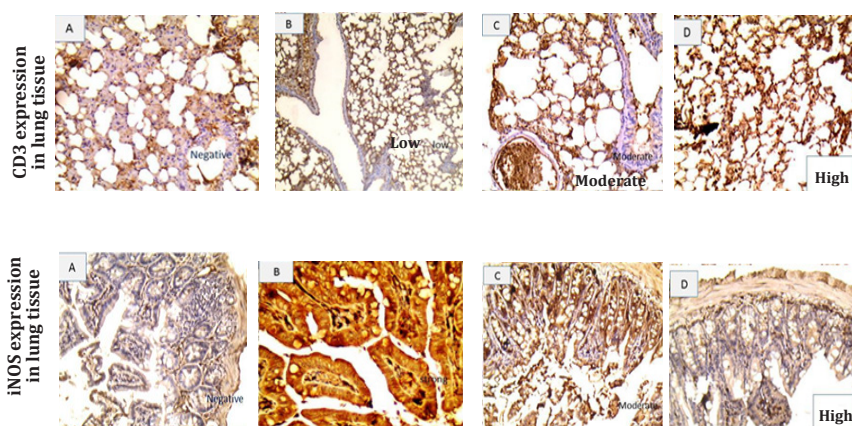 CD3 expression
in lung tissue
A
Negative
B
Low
low
C
Moderate
Moderate
D
High
iNOS expression
in lung tissue
A
Negative
B
strong
C
Moderate
D
High